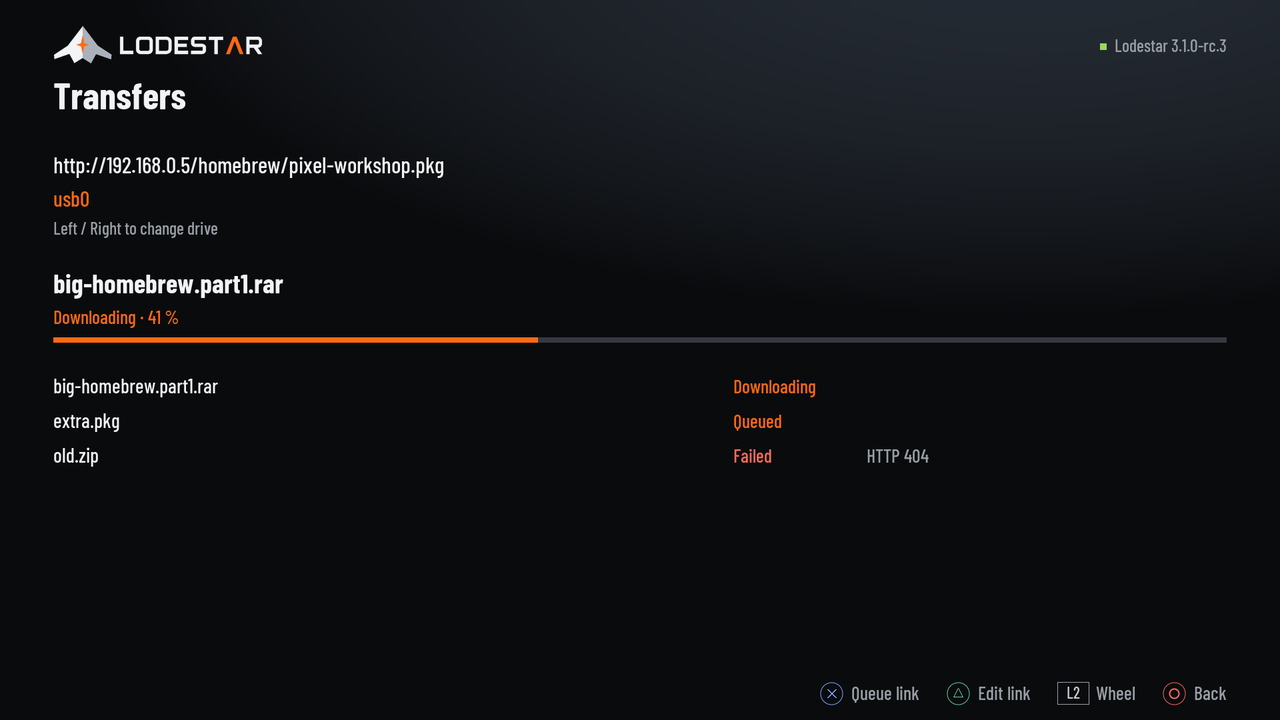 LODESTAR
Lodestar 3.1.0-rc.3
Transfers
http://192.168.0.5/homebrew/pixel-workshop.pkg
usb0
Left / Right to change drive
big-homebrew.part1.rar
Downloading · 41 %
big-homebrew.part1.rar Downloading
extra.pkg Queued
old.zip Failed HTTP 404
Queue link Edit link L2 Wheel Back